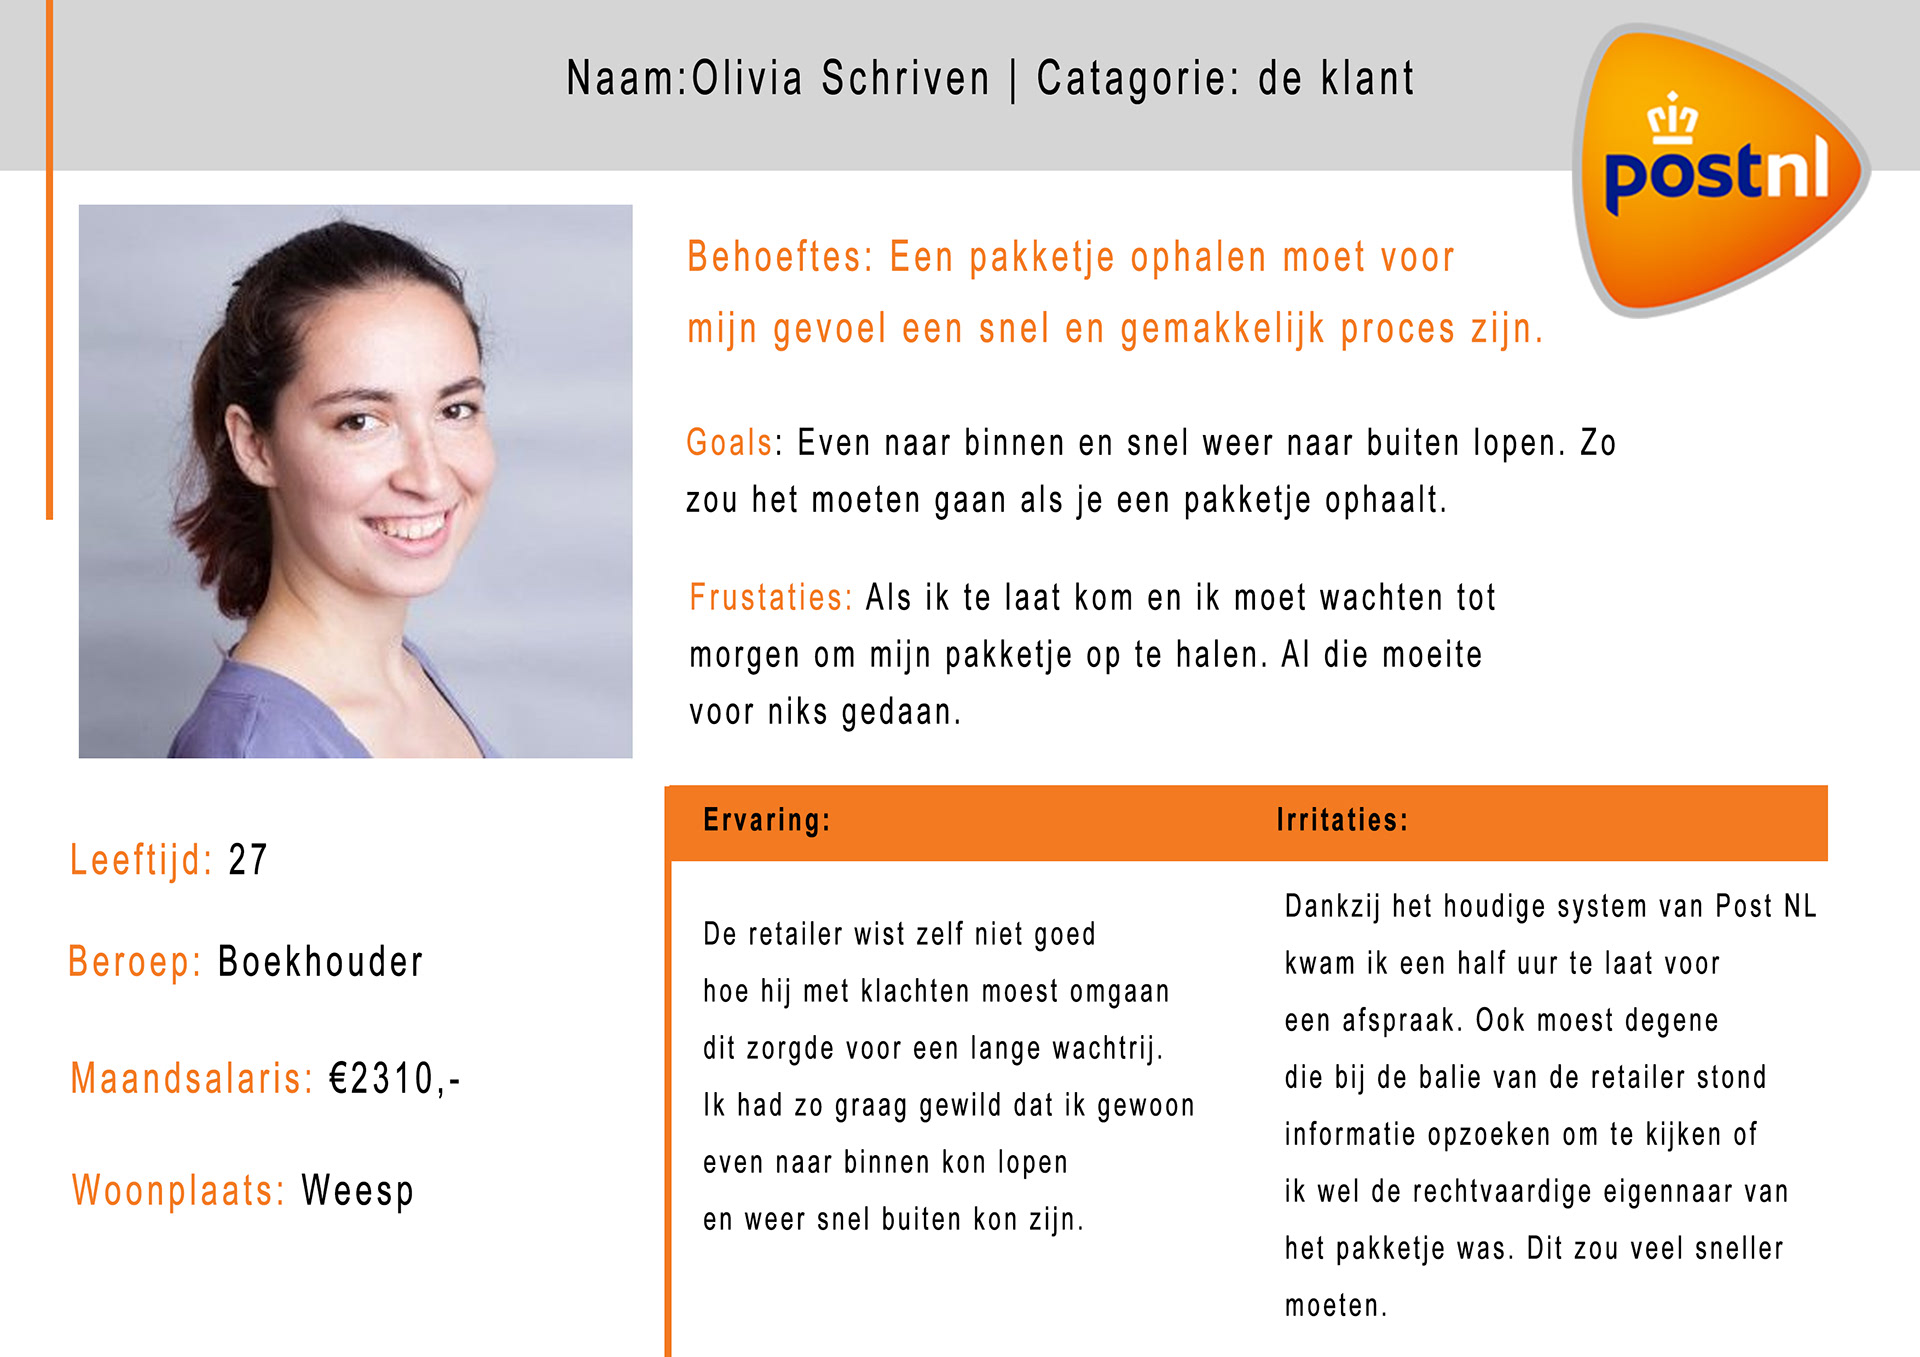 Naam:Olivia Schriven | Catagorie: de klant
postnl
Behoeftes: Een pakketje ophalen moet voor
mijn gevoel een snel en gemakkelijk proces zijn.
Goals: Even naar binnen en snel weer naar buiten lopen. Zo
zou het moeten gaan als je een pakketje ophaalt.
Frustaties: Als ik te laat kom en ik moet wachten tot
morgen om mijn pakketje op te halen. Al die moeite
voor niks gedaan.
Leeftijd: 27
Beroep: Boekhouder
Maandsalaris: €2310,-
Woonplaats: Weesp
Ervaring:
De retailer wist zelf niet goed
hoe hij met klachten moest omgaan
dit zorgde voor een lange wachtrij.
Ik had zo graag gewild dat ik gewoon
even naar binnen kon lopen
en weer snel buiten kon zijn.
Irritaties:
Dankzij het houdige system van Post NL
kwam ik een half uur te laat voor
een afspraak. Ook moest degene
die bij de balie van de retailer stond
informatie opzoeken om te kijken of
ik wel de rechtvaardige eigennaar van
het pakketje was. Dit zou veel sneller
moeten.